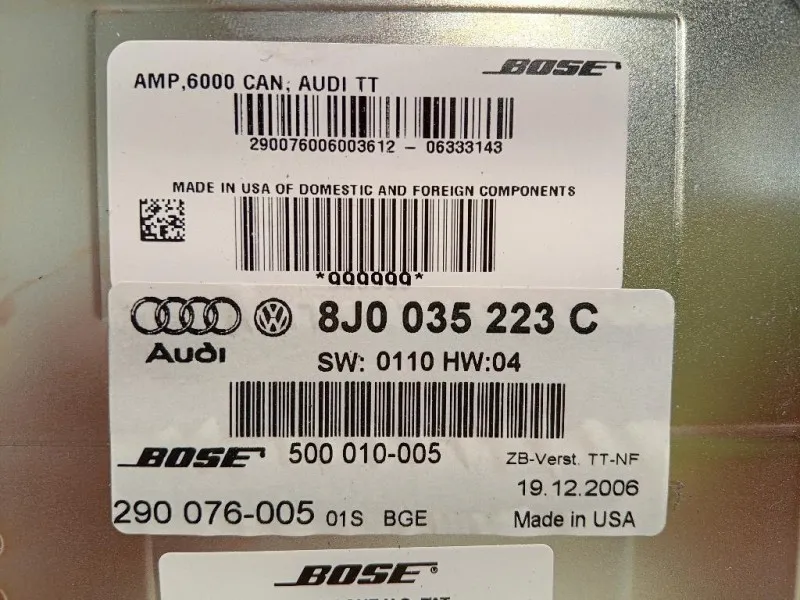 BOSE
AMP,6000 CAN, AUDI TT
290076006003612 - 06333143
MADE IN USA OF DOMESTIC AND FOREIGN COMPONENTS
*999999*
8J0 035 223 C
Audi
SW: 0110 HW:04
BOSE 500 010-005 ZB-Verst. TT-NF
19.12.2006
290 076-005 01S BGE Made in USA
BOSE®